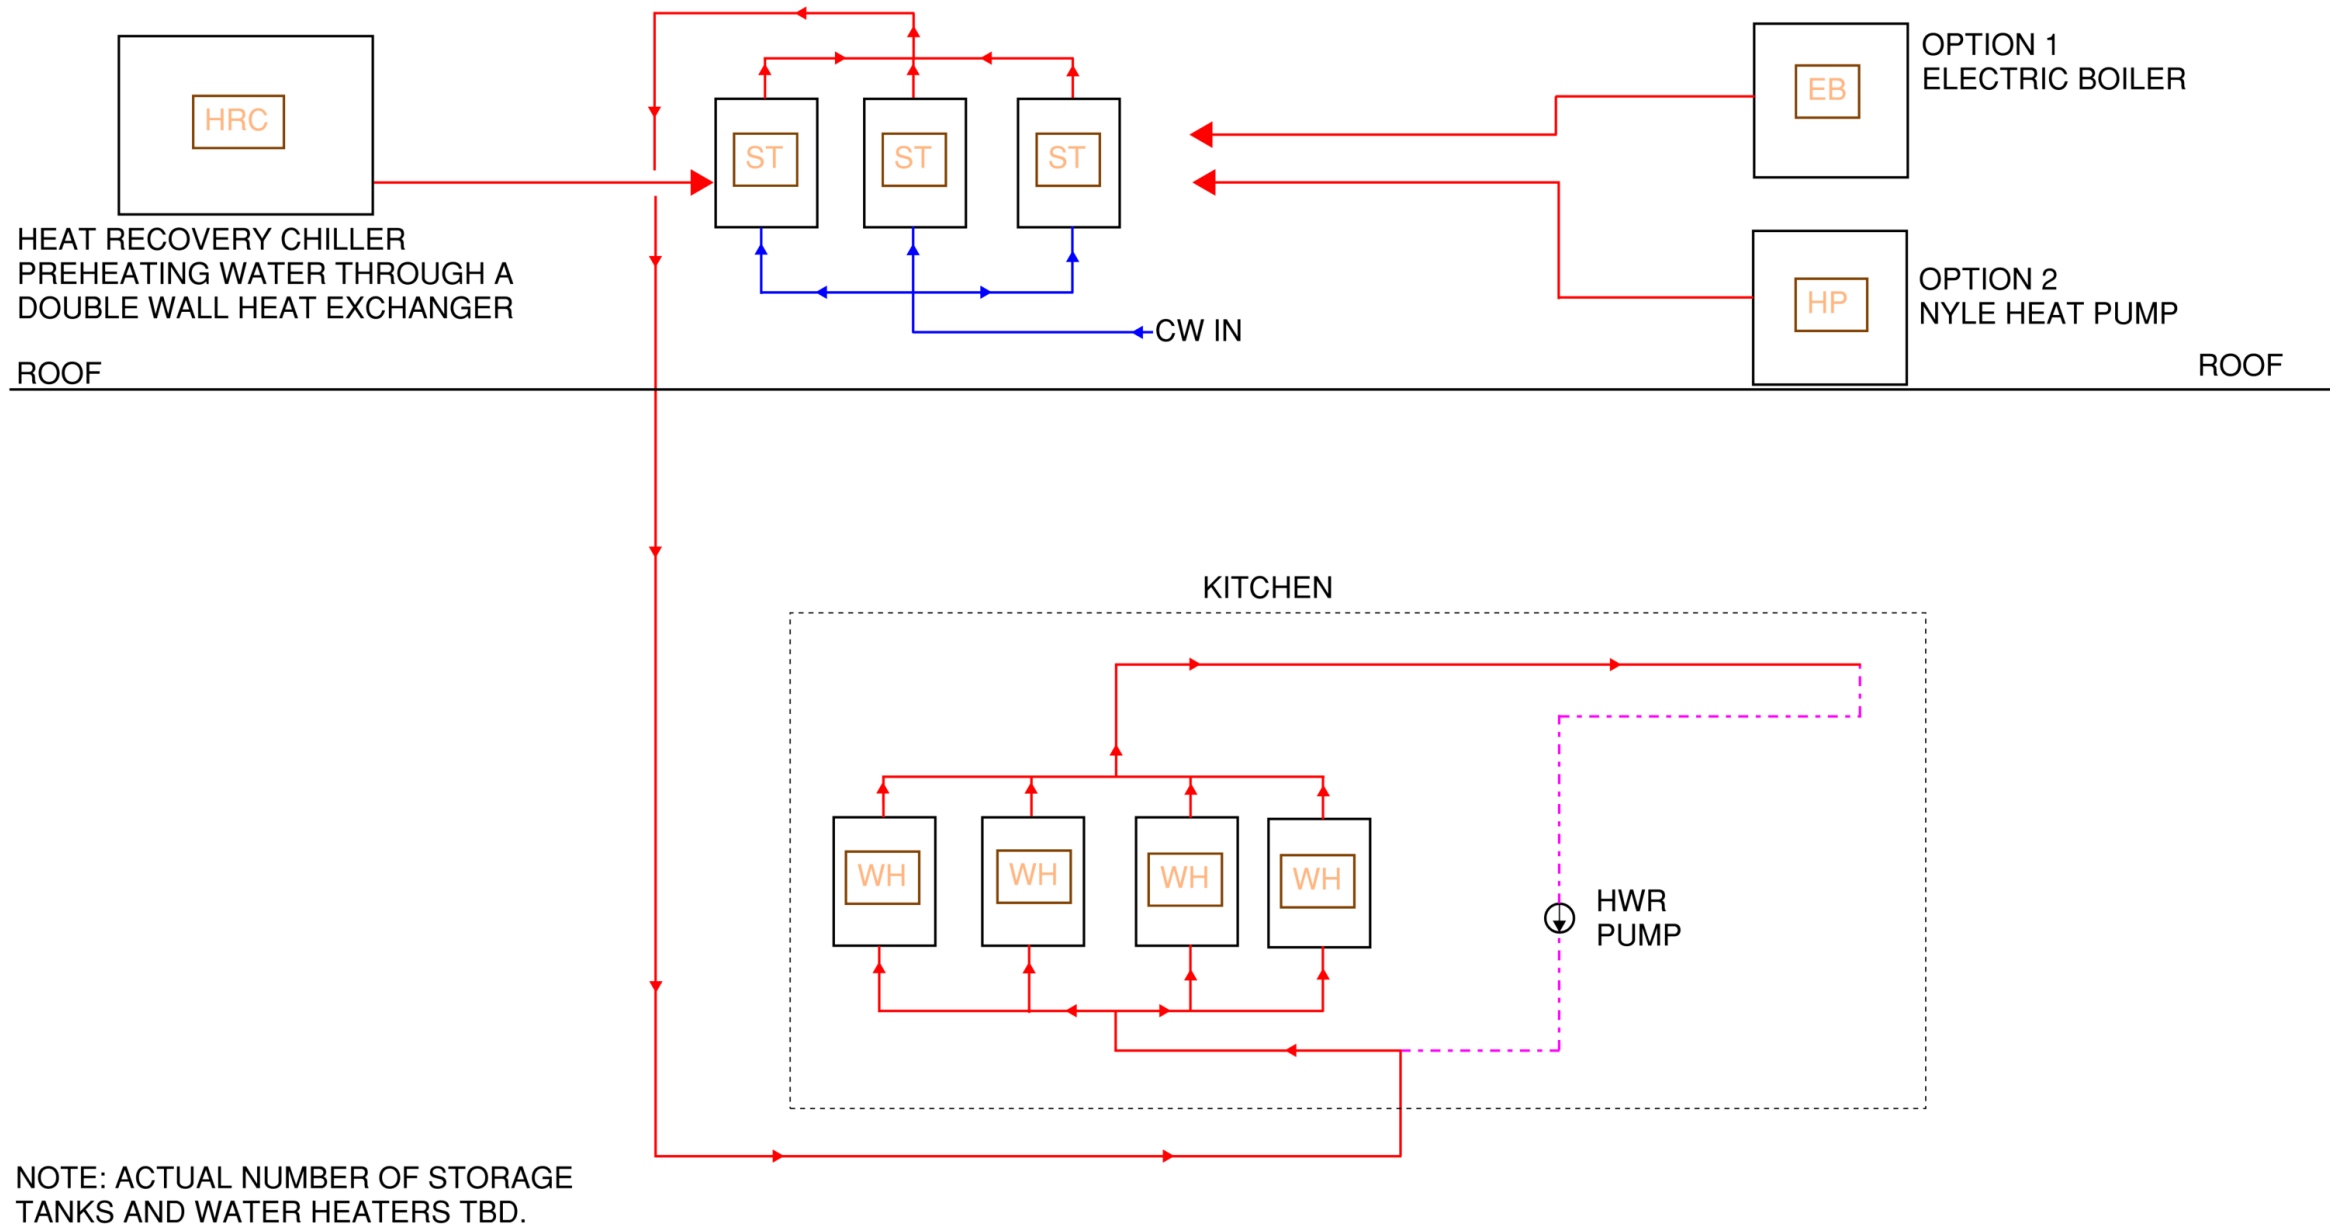 HRC
HEAT RECOVERY CHILLER
PREHEATING WATER THROUGH A
DOUBLE WALL HEAT EXCHANGER
ROOF
ST
ST
ST
CW IN
EB
OPTION 1
ELECTRIC BOILER
HP
OPTION 2
NYLE HEAT PUMP
ROOF
KITCHEN
WH
WH
WH
WH
HWR
PUMP
NOTE: ACTUAL NUMBER OF STORAGE
TANKS AND WATER HEATERS TBD.